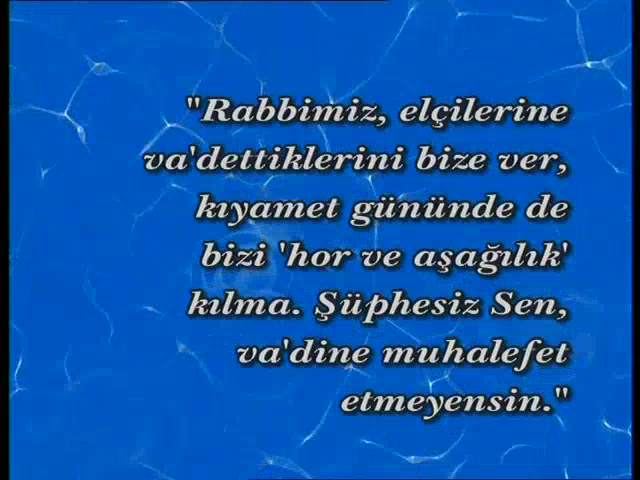 "Rabbimiz, elçilerine
va'dettiklerini bize ver,
kıyamet gününde de
bizi 'hor ve aşağılık'
kılma. Şüphesiz Sen,
va'dine muhalefet
etmeyensin."